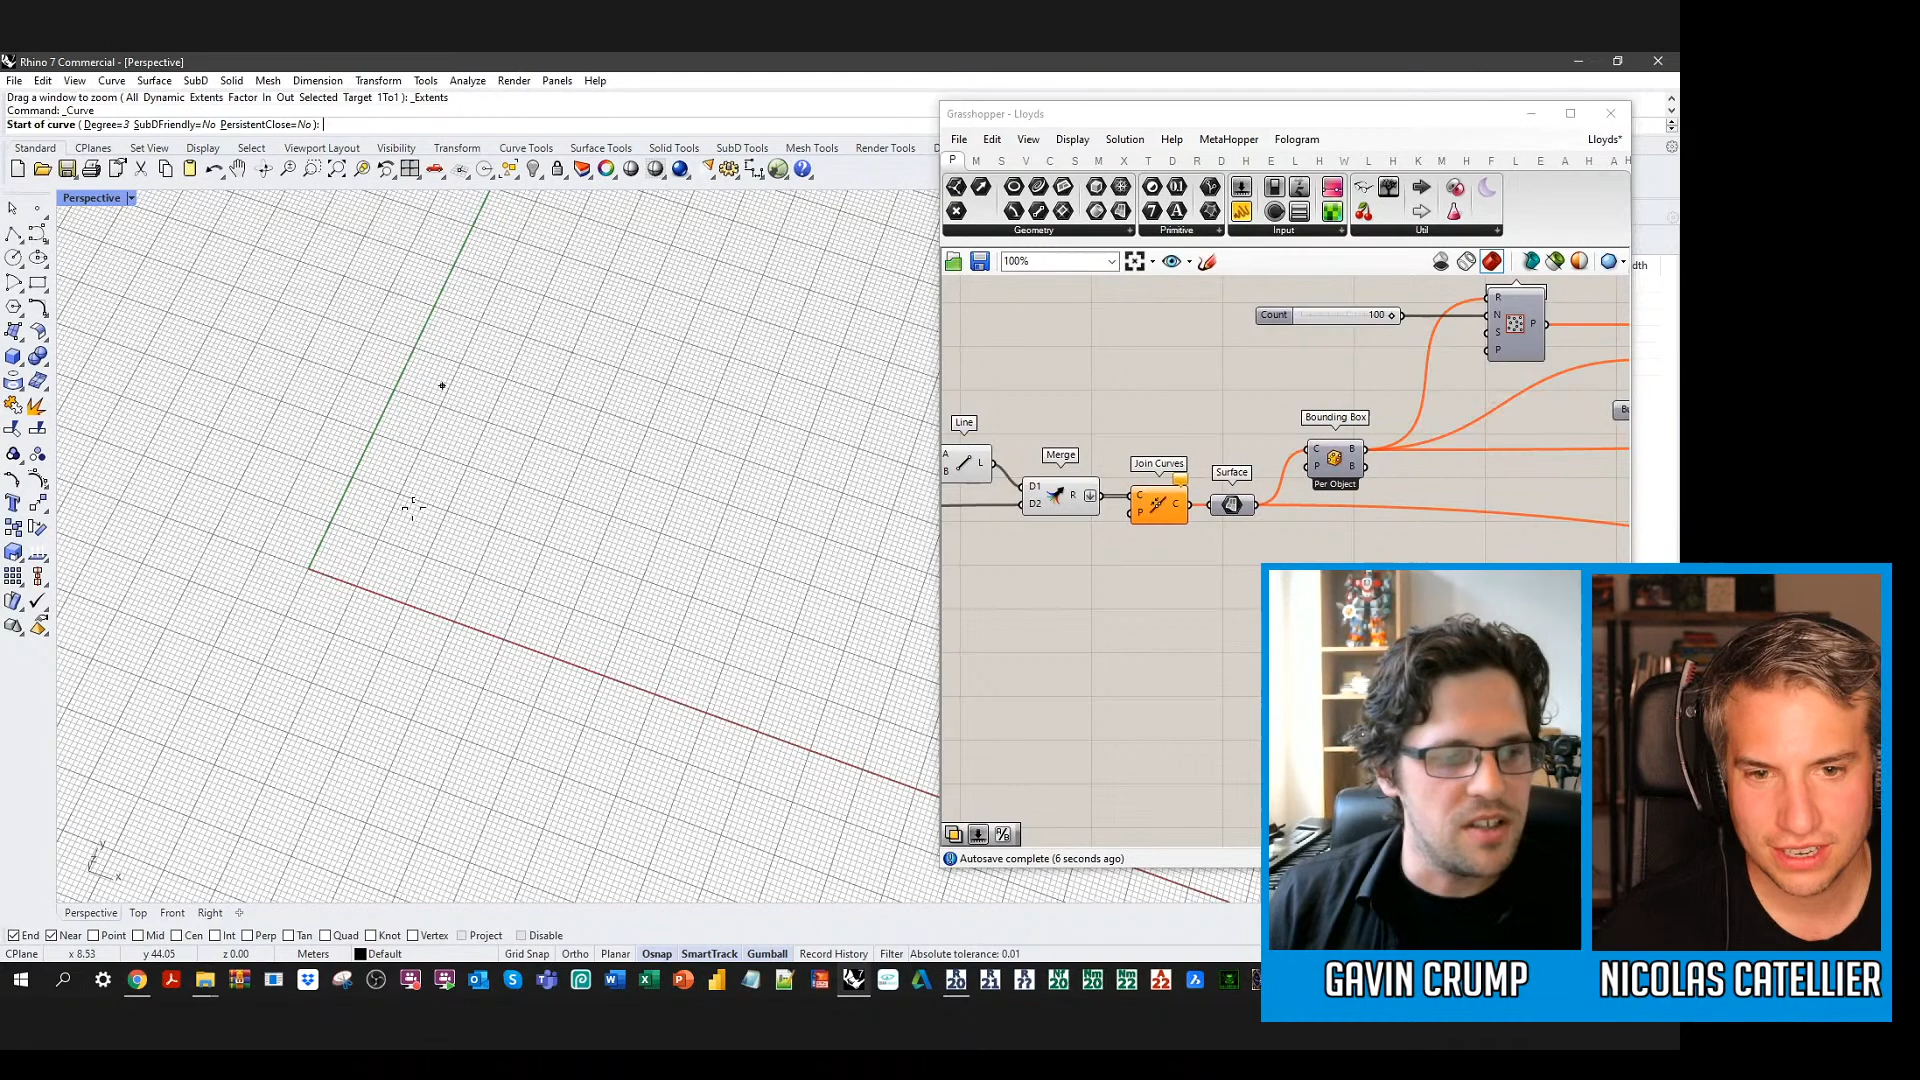 Rhino 7 Commercial - [Perspective]
File Edit View Curve Surface SubD Solid Mesh Dimension Transform Tools Analyze Render Panels Help
Drag a window to zoom ( All Dynamic Extents Factor In Out Selected Target 1To1 ): _Extents
Command: _Curve
Start of curve ( Degree=3 SubDFriendly=No PersistentClose=No ):
Standard CPlanes Set View Display Select Viewport Layout Visibility Transform Curve Tools Surface Tools Solid Tools SubD Tools Mesh Tools Render Tools D
Perspective
y
z
x
Perspective Top Front Right
End Near Point Mid Cen Int Perp Tan Quad Knot Vertex Project Disable
CPlane x 8.53 y 44.05 z 0.00 Meters Default Grid Snap Ortho Planar Osnap SmartTrack Gumball Record History Filter Absolute tolerance: 0.01
Grasshopper - Lloyds
File Edit View Display Solution Help MetaHopper Fologram Lloyds*
P M S V C S M X T D R D H E L H K M R F L E A H
Geometry Primitive Input Util
100%
dth
Count 100
R
N
S
P
P
Line
A
B
L
Merge
D1
D2
R
Join Curves
C
P
C
Surface
Bounding Box
C
P
B
B
Per Object
Autosave complete (6 seconds ago)
GAVIN CRUMP
NICOLAS CATELLIER